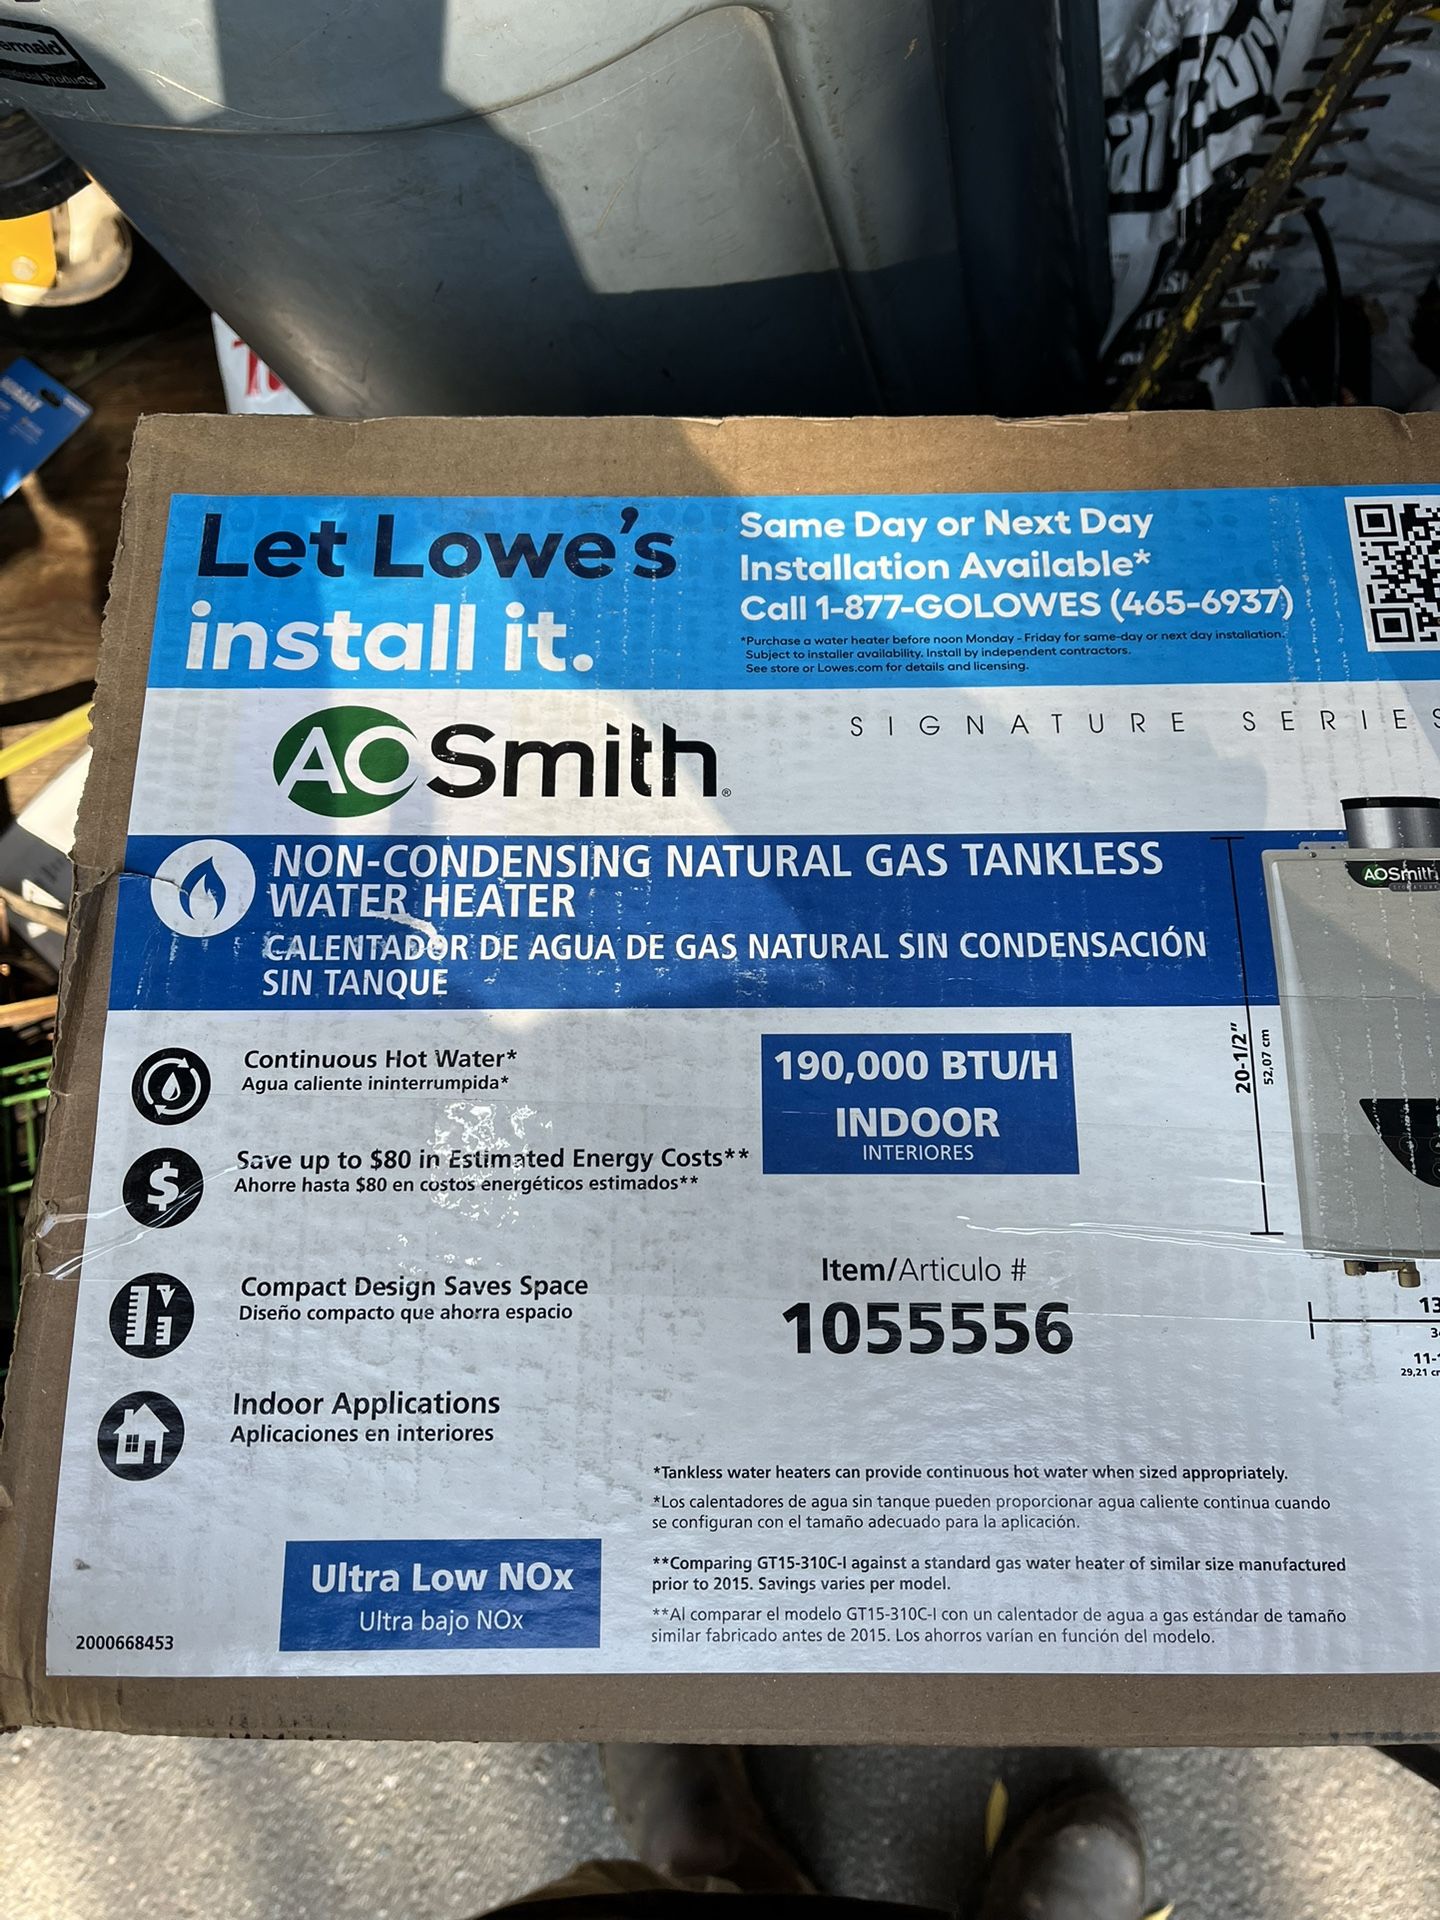 Let Lowe's
install it.
Same Day or Next Day
Installation Available*
Call 1-877-GOLOWES (465-6937)
*Purchase a water heater before noon Monday - Friday for same-day or next day installation.
Subject to installer availability. Install by independent contractors.
See store or Lowes.com for details and licensing.
AOSmith®
SIGNATURE SERIES
NON-CONDENSING NATURAL GAS TANKLESS
WATER HEATER
CALENTADOR DE AGUA DE GAS NATURAL SIN CONDENSACIÓN
SIN TANQUE
AOSmith
Continuous Hot Water*
Agua caliente ininterrumpida*
Save up to $80 in Estimated Energy Costs**
Ahorre hasta $80 en costos energéticos estimados**
Compact Design Saves Space
Diseño compacto que ahorra espacio
Indoor Applications
Aplicaciones en interiores
190,000 BTU/H
INDOOR
INTERIORES
Item/Articulo #
1055556
20-1/2"
52,07 cm
13
11-
29,21 c
*Tankless water heaters can provide continuous hot water when sized appropriately.
*Los calentadores de agua sin tanque pueden proporcionar agua caliente continua cuando
se configuran con el tamaño adecuado para la aplicación.
**Comparing GT15-310C-I against a standard gas water heater of similar size manufactured
prior to 2015. Savings varies per model.
**Al comparar el modelo GT15-310C-I con un calentador de agua a gas estándar de tamaño
similar fabricado antes de 2015. Los ahorros varían en función del modelo.
Ultra Low NOx
Ultra bajo NOx
2000668453